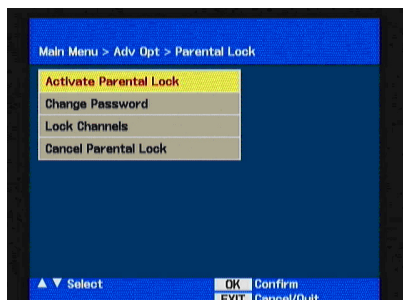 Main Menu > Adv Opt > Parental Lock
Activate Parental Lock
Change Password
Lock Channels
Cancel Parental Lock
▲ ▼ Select OK Confirm
EXIT Cancel/Quit